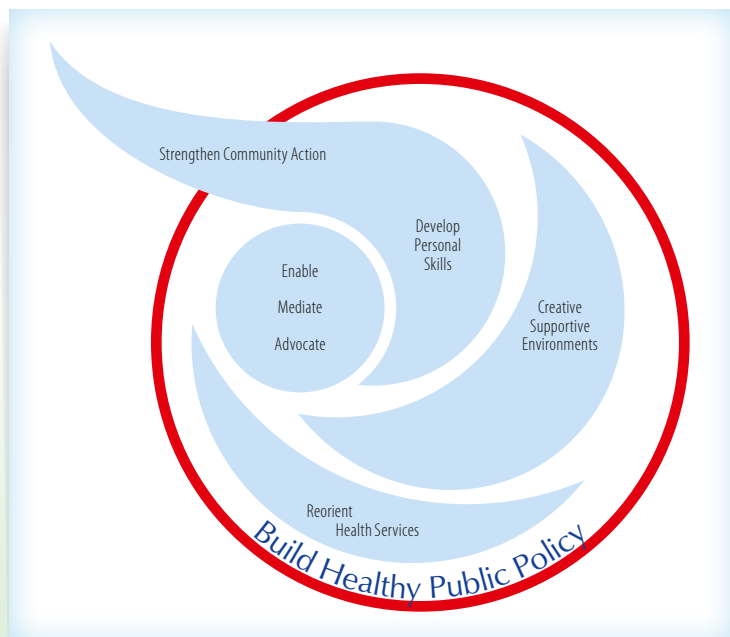 Strengthen Community Action
Develop
Personal
Skills
Enable
Mediate
Advocate
Creative
Supportive
Environments
Reorient
Health Services
Build Healthy Public Policy